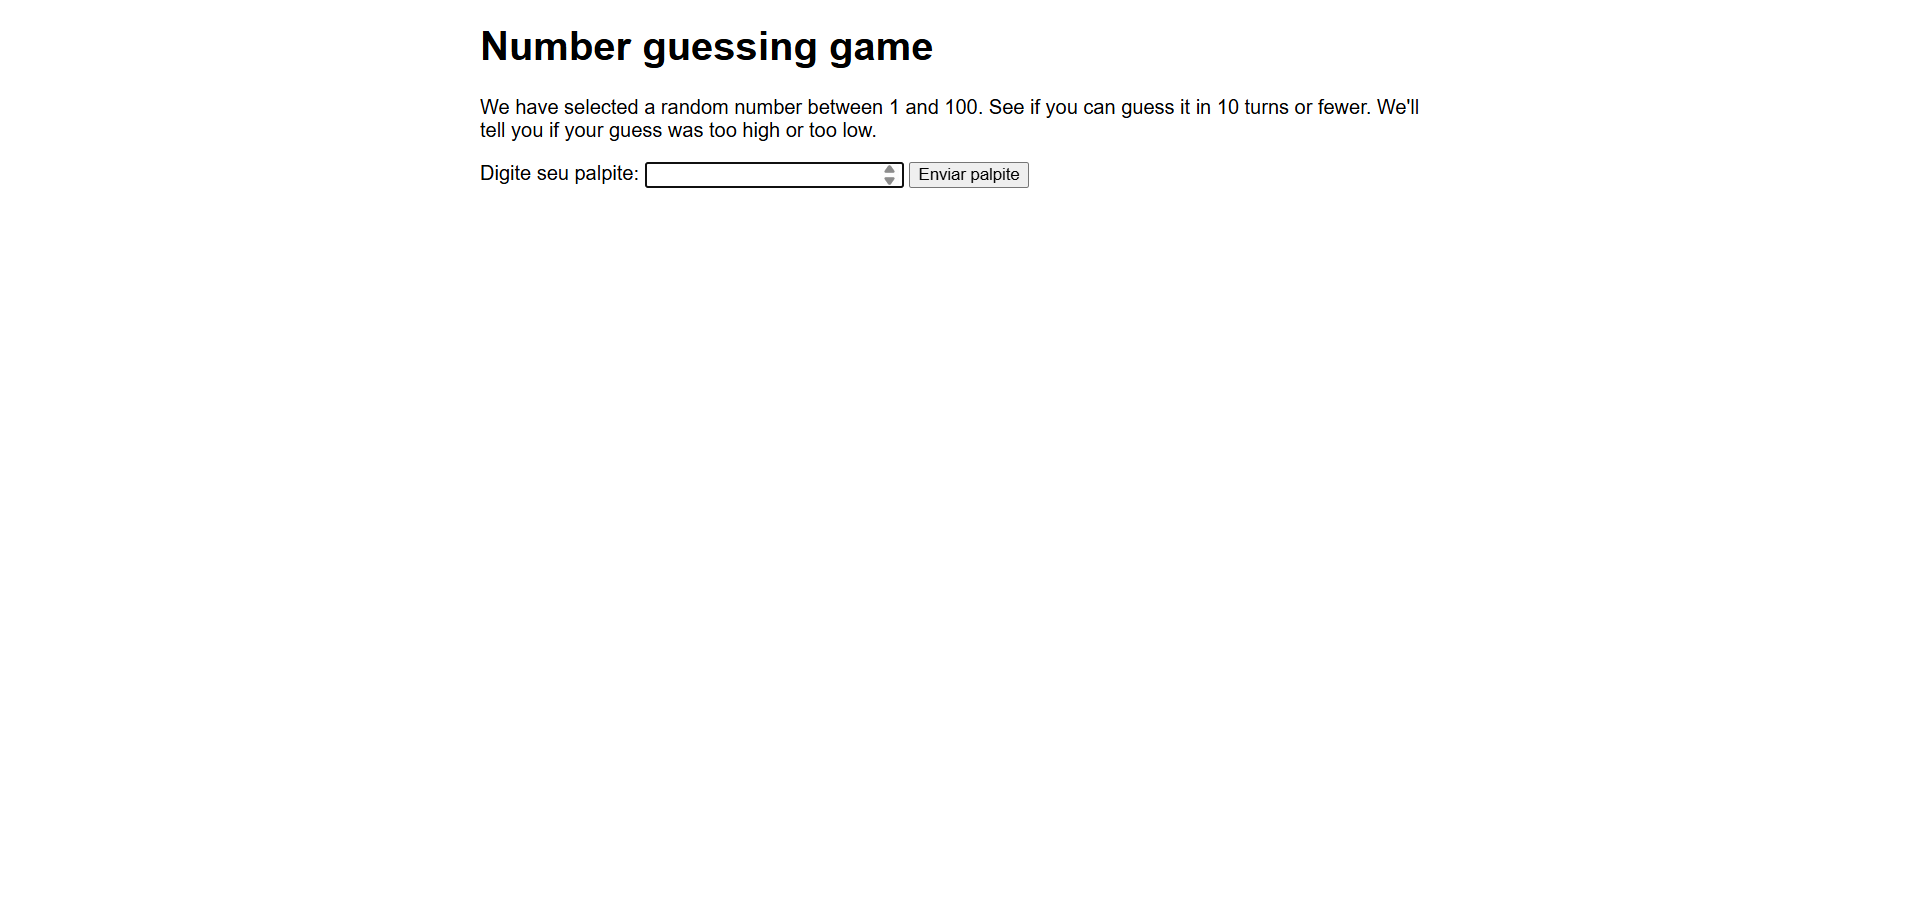 Number guessing game
We have selected a random number between 1 and 100. See if you can guess it in 10 turns or fewer. We'll
tell you if your guess was too high or too low.
Digite seu palpite: Enviar palpite